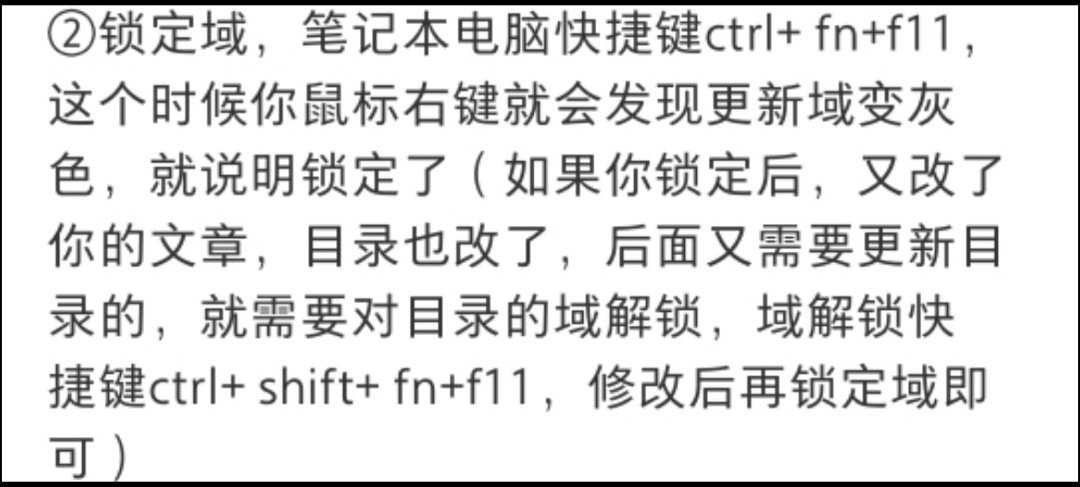 ②锁定域，笔记本电脑快捷键ctrl+ fn+f11，
这个时候你鼠标右键就会发现更新域变灰
色，就说明锁定了（如果你锁定后，又改了
你的文章，目录也改了，后面又需要更新目
录的，就需要对目录的域解锁，域解锁快
捷键ctrl+ shift+ fn+f11，修改后再锁定域即
可）